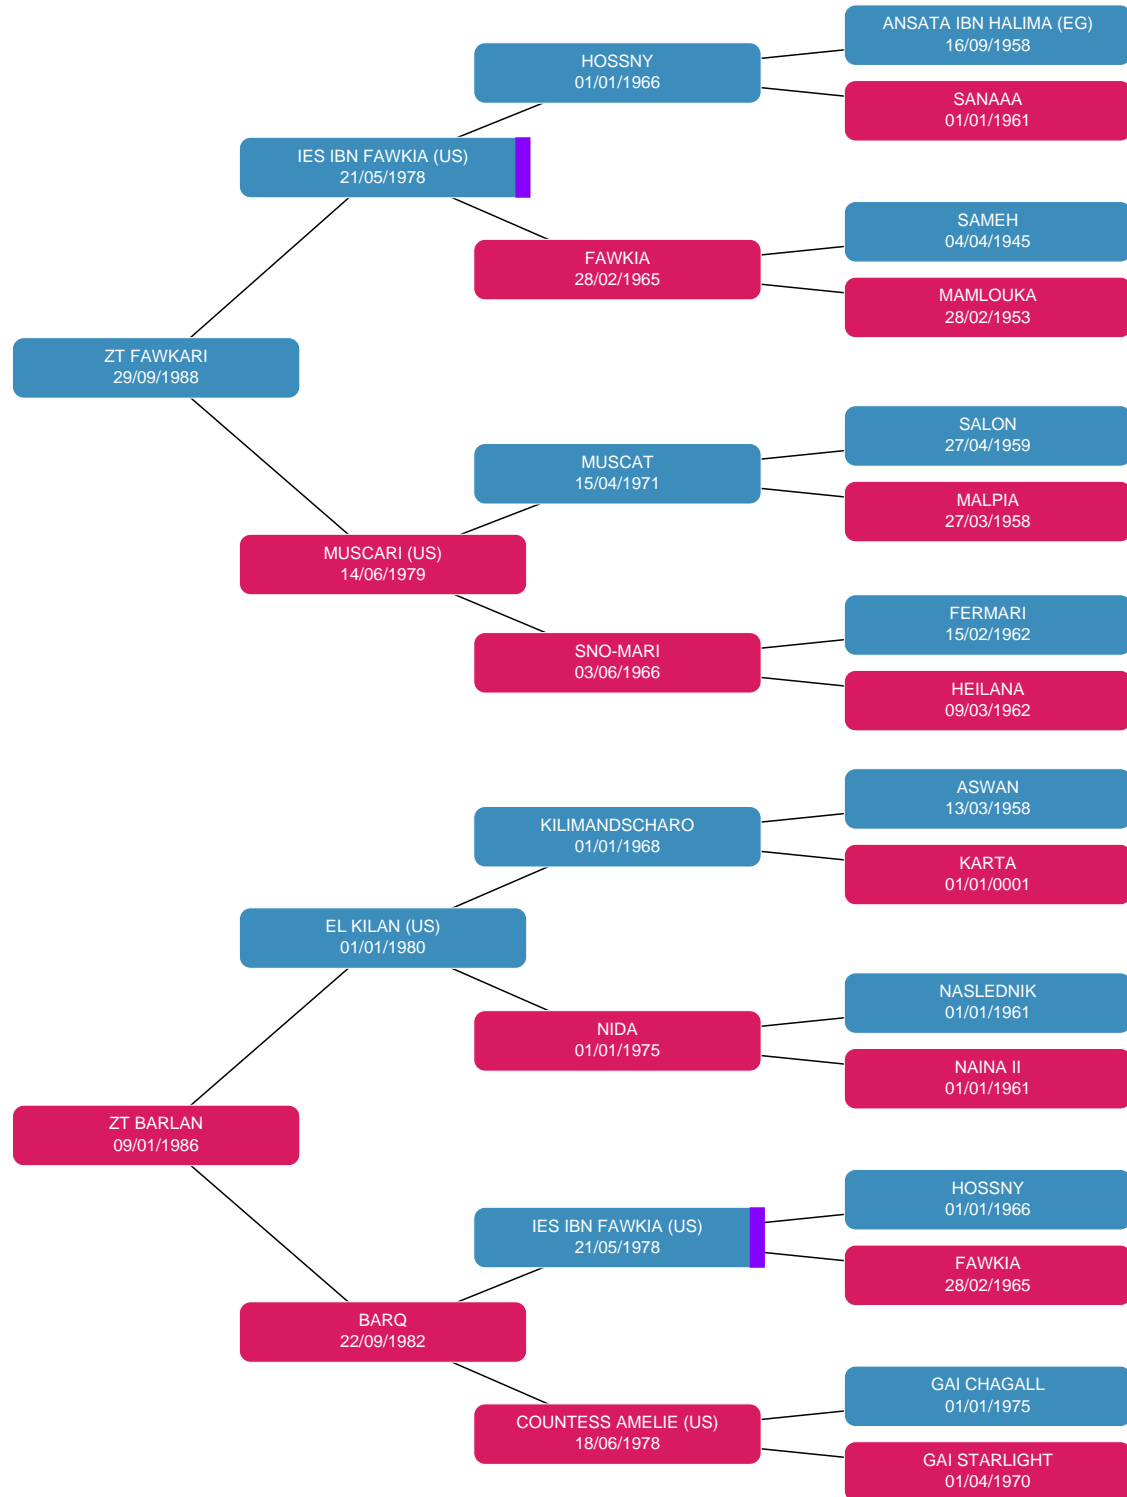 ANSATA IBN HALIMA (EG)
16/09/1958
HOSSNY
01/01/1966
SANAAA
01/01/1961
IES IBN FAWKIA (US)
21/05/1978
SAMEH
04/04/1945
FAWKIA
28/02/1965
MAMLOUKA
28/02/1953
ZT FAWKARI
29/09/1988
SALON
27/04/1959
MUSCAT
15/04/1971
MALPIA
27/03/1958
MUSCARI (US)
14/06/1979
FERMARI
15/02/1962
SNO-MARI
03/06/1966
HEILANA
09/03/1962
ASWAN
13/03/1958
KILIMANDSCHARO
01/01/1968
KARTA
01/01/0001
EL KILAN (US)
01/01/1980
NASLEDNIK
01/01/1961
NIDA
01/01/1975
NAINA II
01/01/1961
ZT BARLAN
09/01/1986
HOSSNY
01/01/1966
IES IBN FAWKIA (US)
21/05/1978
FAWKIA
28/02/1965
BARQ
22/09/1982
GAI CHAGALL
01/01/1975
COUNTESS AMELIE (US)
18/06/1978
GAI STARLIGHT
01/04/1970